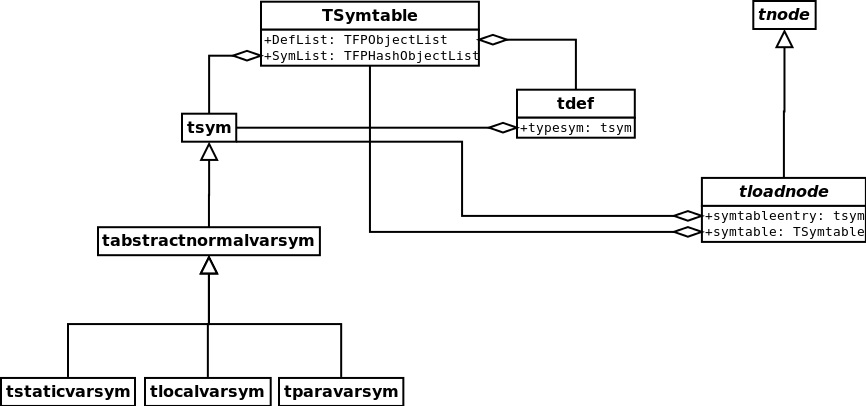 TSymtable
+DefList: TFPObjectList
+SymList: TFPHashObjectList
tnode
tdef
+typesym: tsym
tsym
tloadnode
+symtableentry: tsym
+symtable: TSymtable
tabstractnormalvarsym
tstaticvarsym
tlocalvarsym
tparavarsym